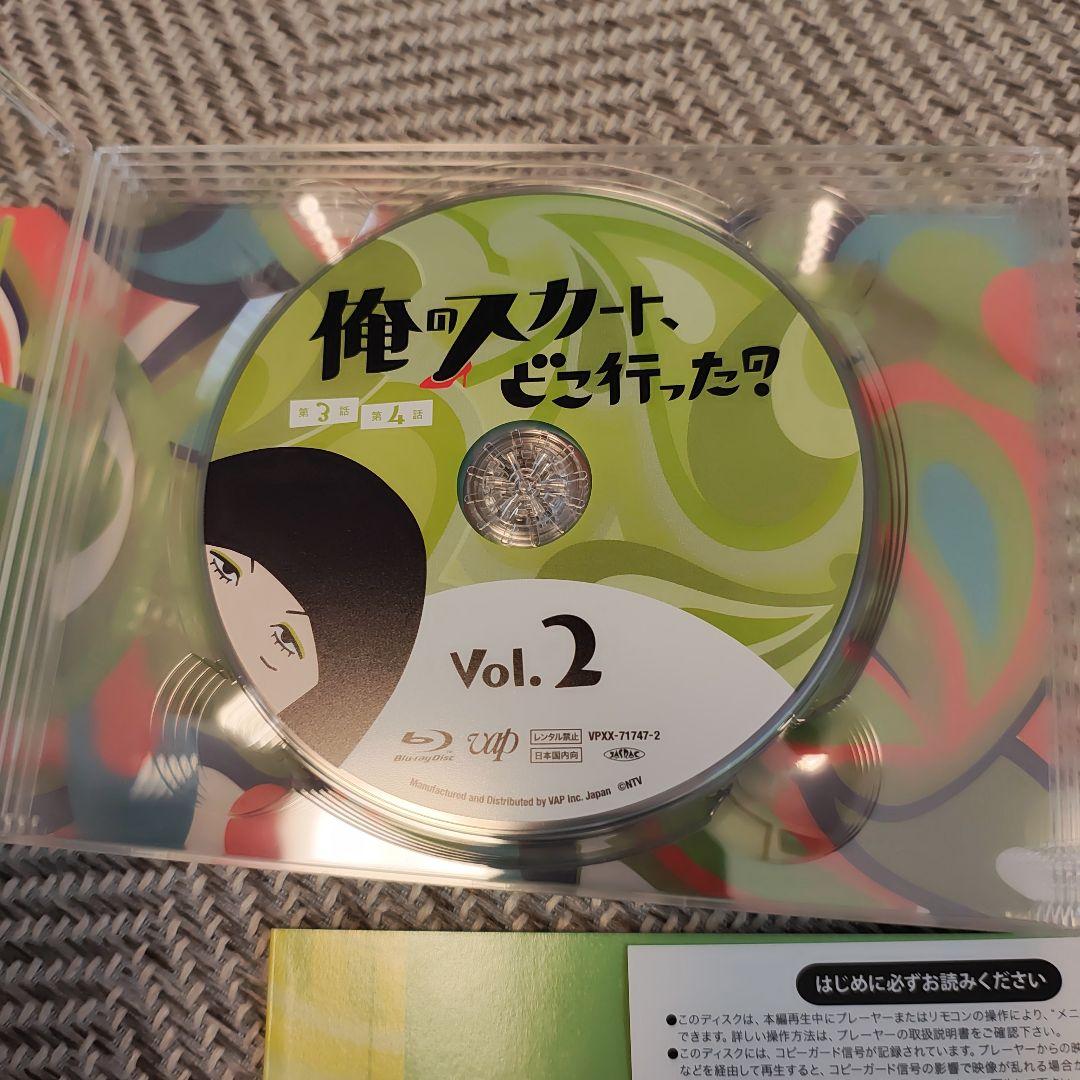 俺のスカート、
どこ行った?
第3話 第4話
Vol.2
Blu-ray Disc
vap
レンタル禁止
日本国内向
VPXX-71747-2
JASRAC
Manufactured and Distributed by VAP Inc. Japan ©NTV
はじめに必ずお読みください
●このディスクは、本編再生中にプレーヤーまたはリモコンの操作により、"メニ
できます。詳しい操作方法は、プレーヤーの取扱説明書をご確認下さい。
●このディスクには、コピーガード信号が記録されています。プレーヤーからの映
などを経由して再生すると、コピーガード信号の影響で映像が乱れる場合が